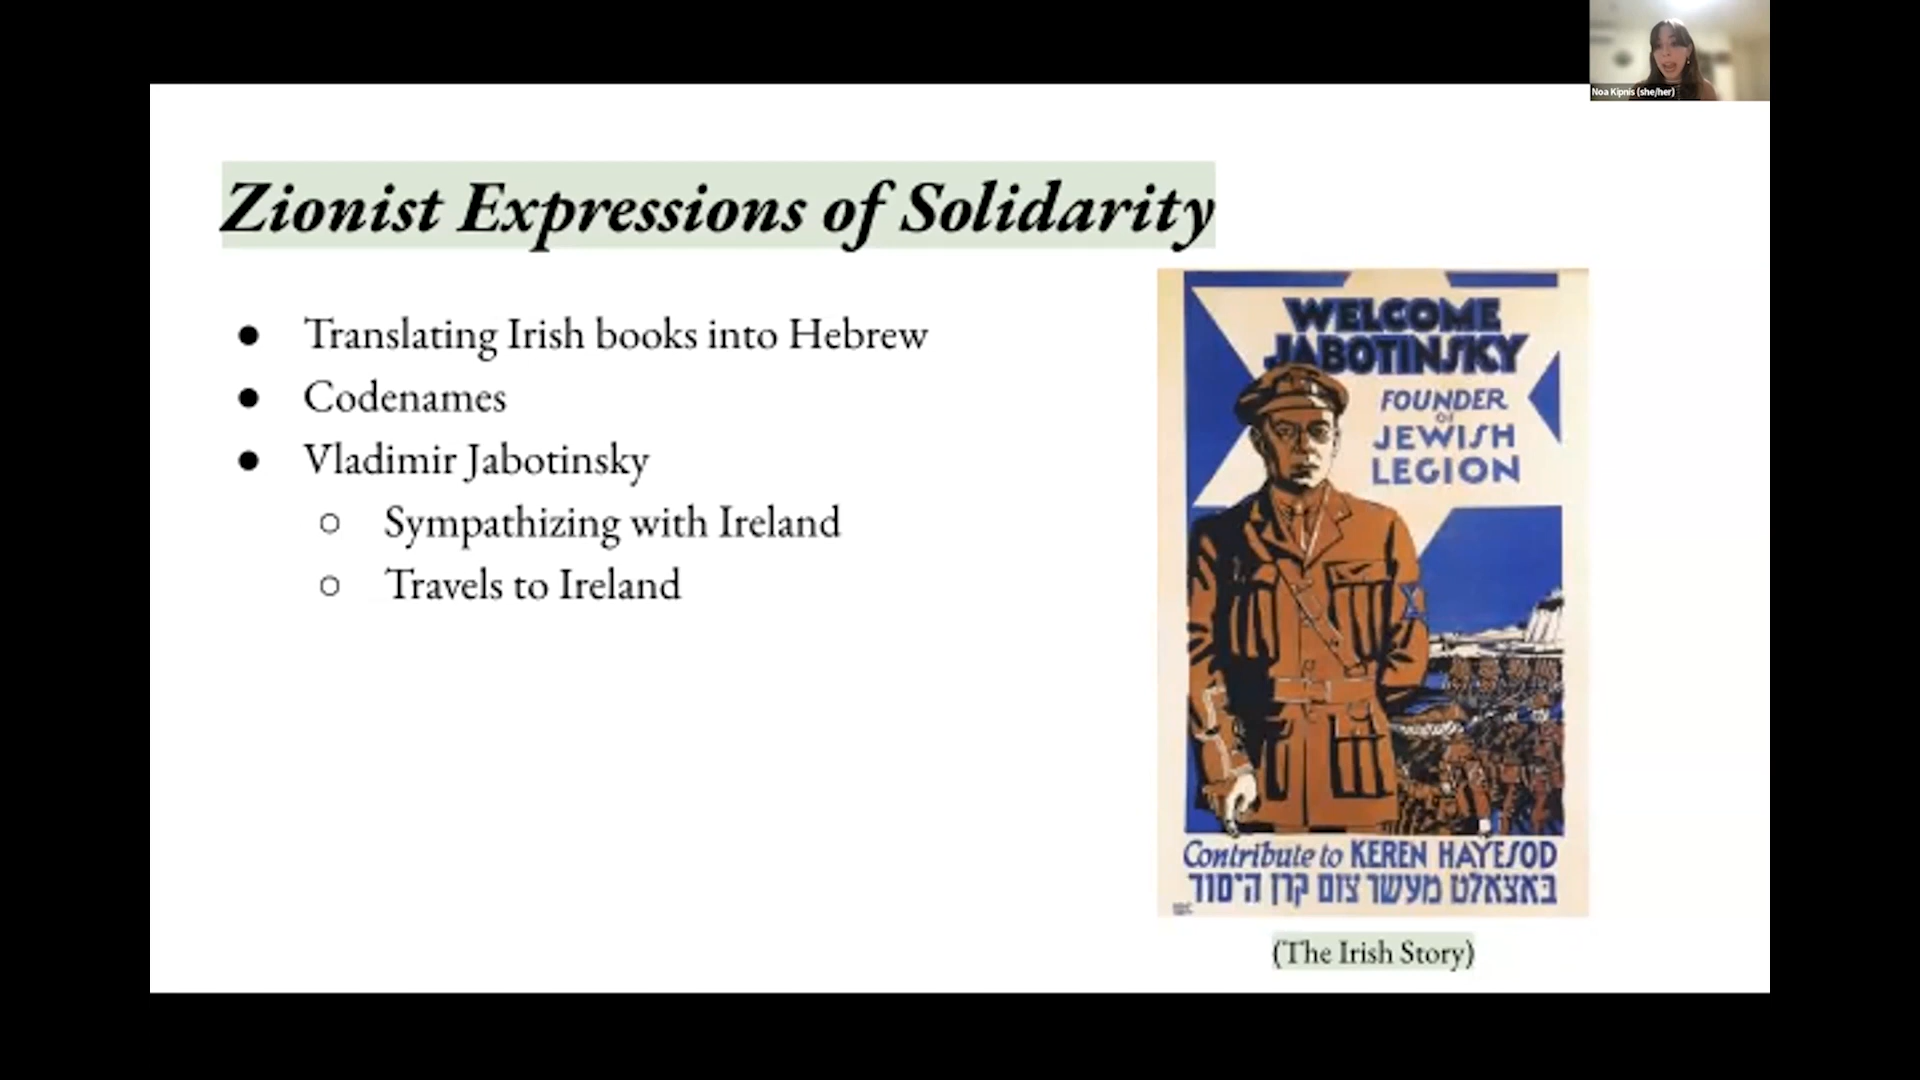 Noa Kipnis (she/her)
Zionist Expressions of Solidarity
● Translating Irish books into Hebrew
● Codenames
● Vladimir Jabotinsky
○ Sympathizing with Ireland
○ Travels to Ireland
WELCOME
JABOTINSKY
FOUNDER
OF
JEWISH
LEGION
Contribute to KEREN HAYESOD
באצאלט מעשר צום קרן היסוד
(The Irish Story)